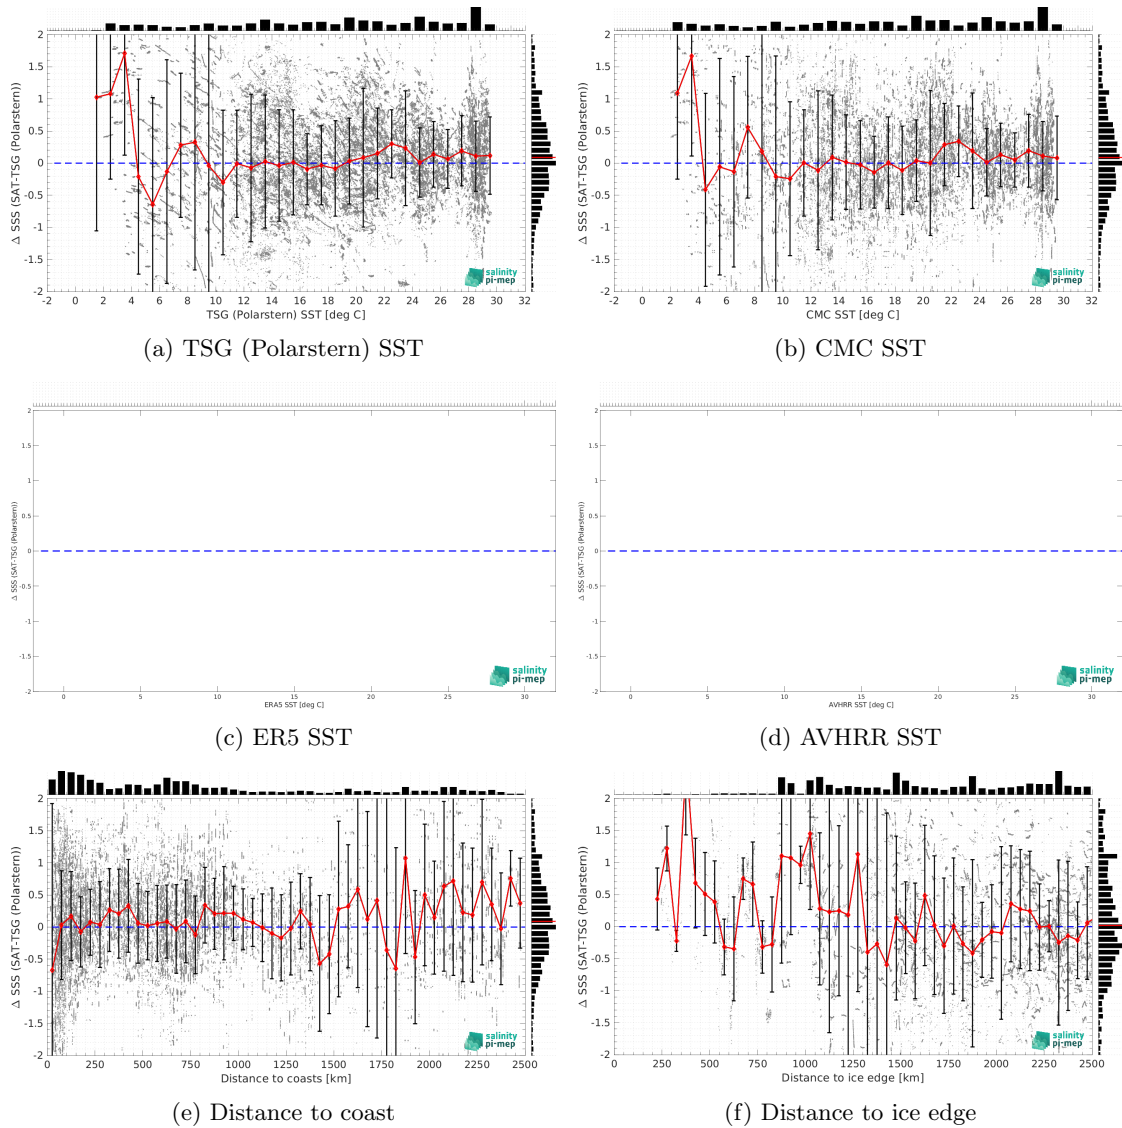 2
1.5
1
0.5
0
-0.5
-1
-1.5
-2
Δ SSS (SAT-TSG (Polarstern))
-2 0 2 4 6 8 10 12 14 16 18 20 22 24 26 28 30 32
TSG (Polarstern) SST [deg C]
salinity
pi-mep
(a) TSG (Polarstern) SST
2
1.5
1
0.5
0
-0.5
-1
-1.5
-2
Δ SSS (SAT-TSG (Polarstern))
-2 0 2 4 6 8 10 12 14 16 18 20 22 24 26 28 30 32
CMC SST [deg C]
salinity
pi-mep
(b) CMC SST
2
1.5
1
0.5
0
-0.5
-1
-1.5
-2
Δ SSS (SAT-TSG (Polarstern))
0 5 10 15 20 25 30
ERA5 SST [deg C]
salinity
pi-mep
(c) ER5 SST
2
1.5
1
0.5
0
-0.5
-1
-1.5
-2
Δ SSS (SAT-TSG (Polarstern))
0 5 10 15 20 25 30
AVHRR SST [deg C]
salinity
pi-mep
(d) AVHRR SST
2
1.5
1
0.5
0
-0.5
-1
-1.5
-2
Δ SSS (SAT-TSG (Polarstern))
0 250 500 750 1000 1250 1500 1750 2000 2250 2500
Distance to coasts [km]
salinity
pi-mep
(e) Distance to coast
2
1.5
1
0.5
0
-0.5
-1
-1.5
-2
Δ SSS (SAT-TSG (Polarstern))
0 250 500 750 1000 1250 1500 1750 2000 2250 2500
Distance to ice edge [km]
salinity
pi-mep
(f) Distance to ice edge